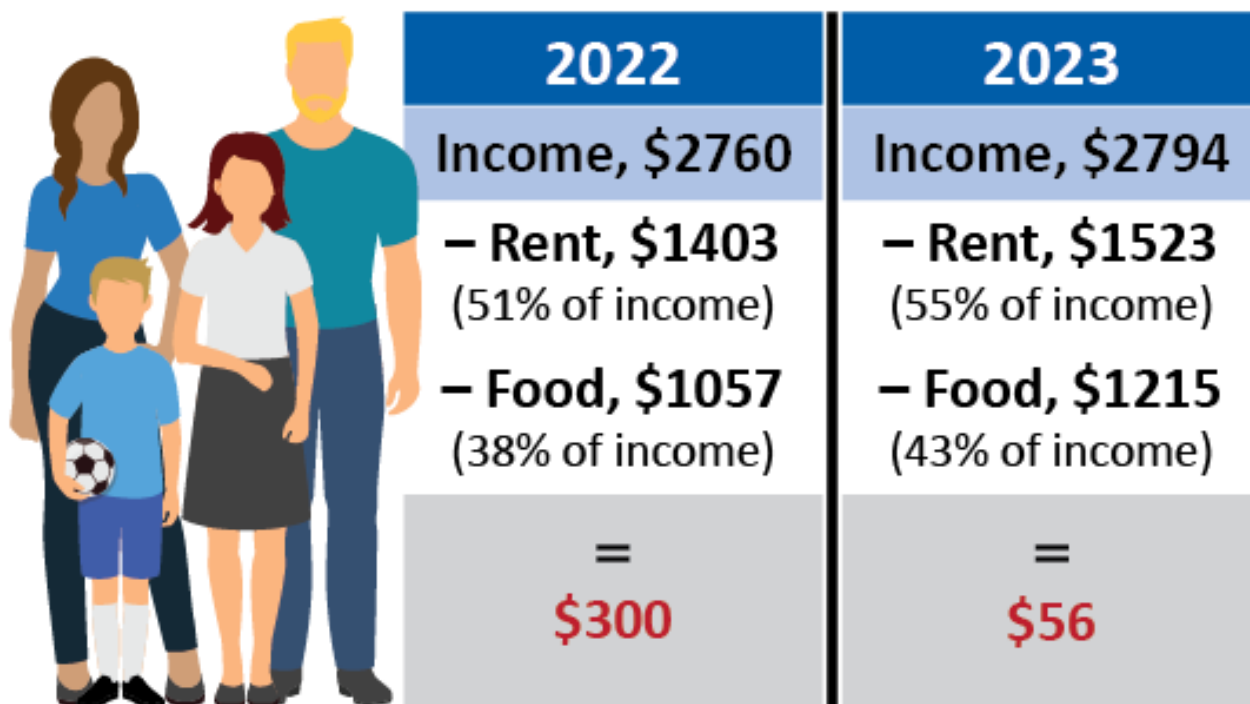 2022
Income, $2760
– Rent, $1403
(51% of income)
– Food, $1057
(38% of income)
=
$300
2023
Income, $2794
– Rent, $1523
(55% of income)
– Food, $1215
(43% of income)
=
$56